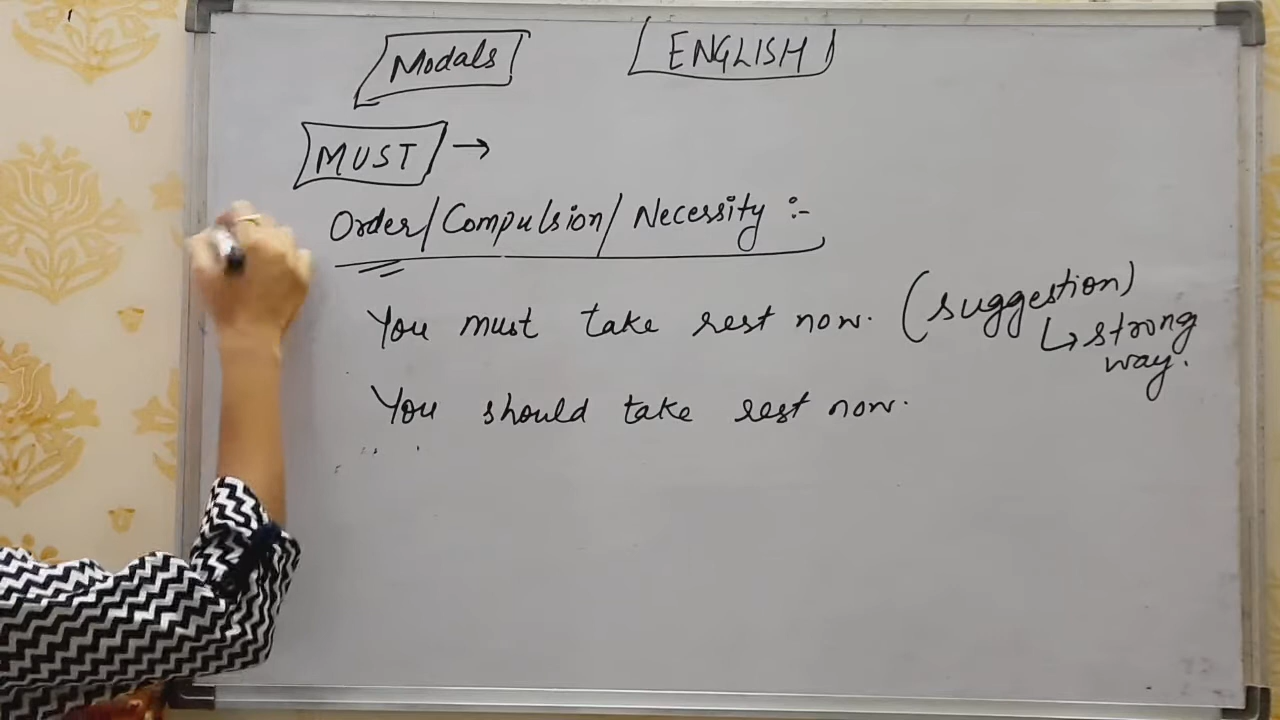 Modals ENGLISH
MUST →
Order/Compulsion/Necessity :-
You must take rest now. (suggestion)
↳ strong
way.
You should take rest now.